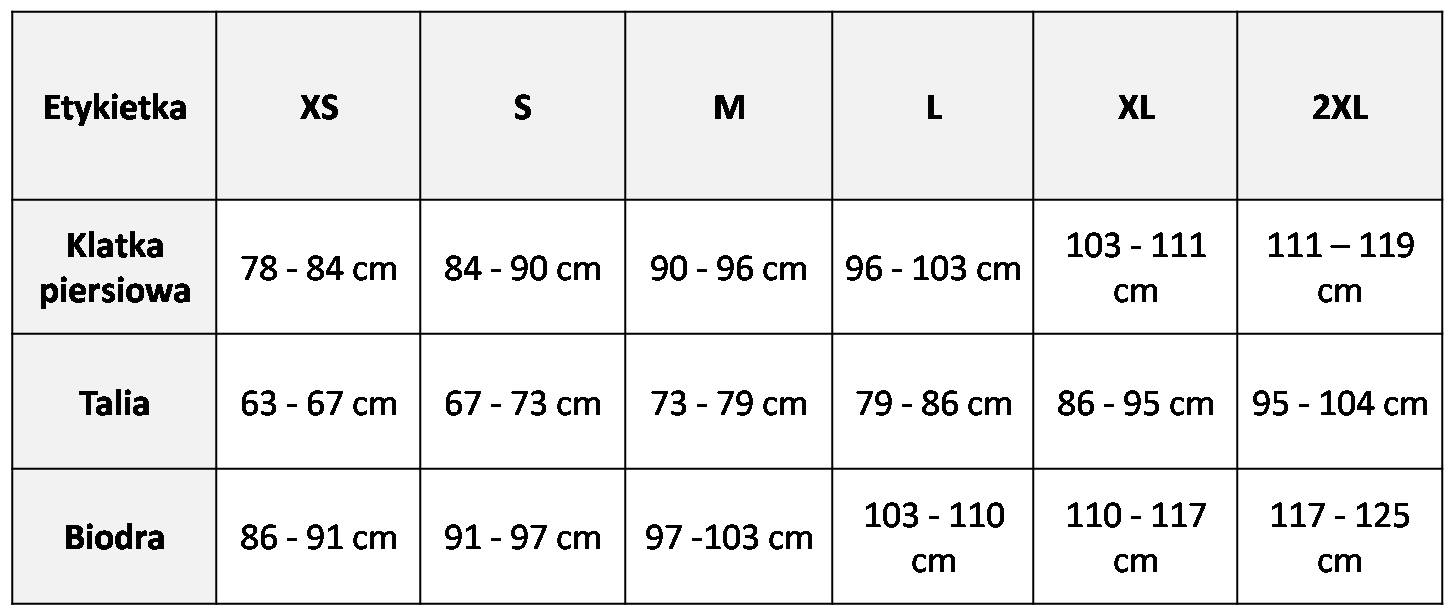 Etykietka XS S M L XL 2XL
Klatka piersiowa 78 - 84 cm 84 - 90 cm 90 - 96 cm 96 - 103 cm 103 - 111 cm 111 – 119 cm
Talia 63 - 67 cm 67 - 73 cm 73 - 79 cm 79 - 86 cm 86 - 95 cm 95 - 104 cm
Biodra 86 - 91 cm 91 - 97 cm 97 -103 cm 103 - 110 cm 110 - 117 cm 117 - 125 cm